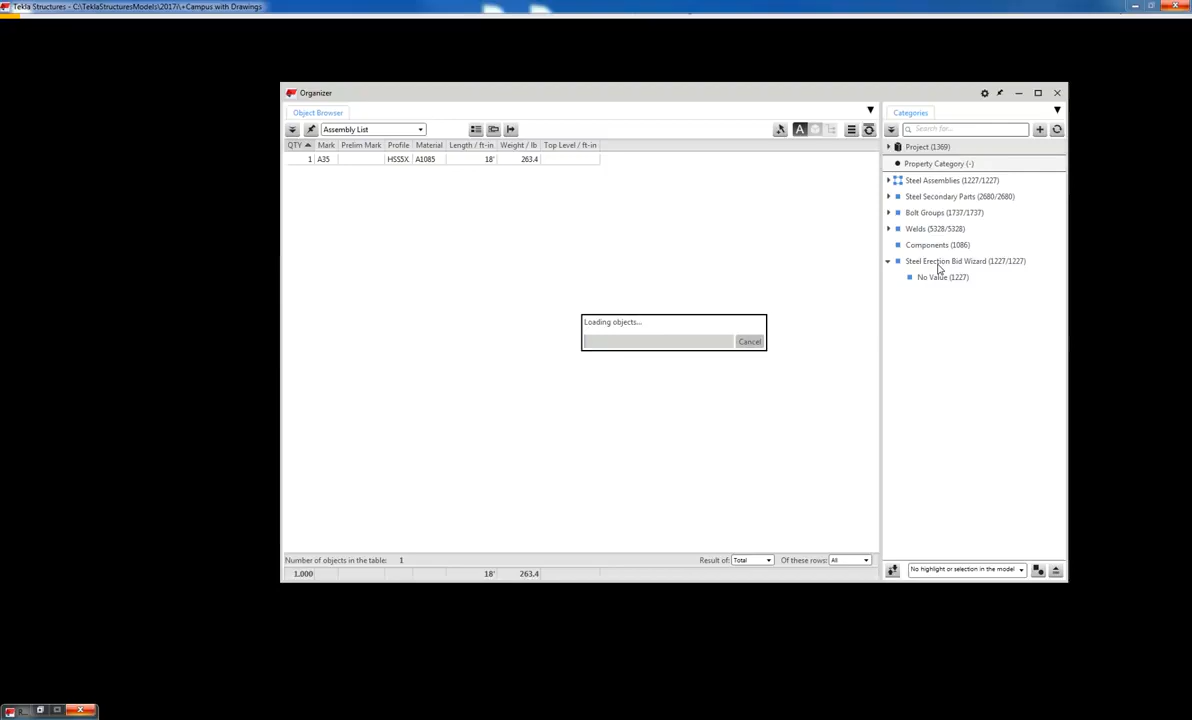 Tekla Structures - C:\TeklaStructuresModels\2017i\+Campus with Drawings
Organizer
Object Browser
Categories
Assembly List
Search for...
QTY Mark Prelim Mark Profile Material Length / ft-in Weight / lb Top Level / ft-in
1 A35 HSS5X A1085 18' 263.4
Project (1369)
Property Category (-)
Steel Assemblies (1227/1227)
Steel Secondary Parts (2680/2680)
Bolt Groups (1737/1737)
Welds (5328/5328)
Components (1086)
Steel Erection Bid Wizard (1227/1227)
No Value (1227)
Loading objects...
Cancel
Number of objects in the table: 1
Result of: Total Of these rows: All
1.000 18' 263.4
No highlight or selection in the model